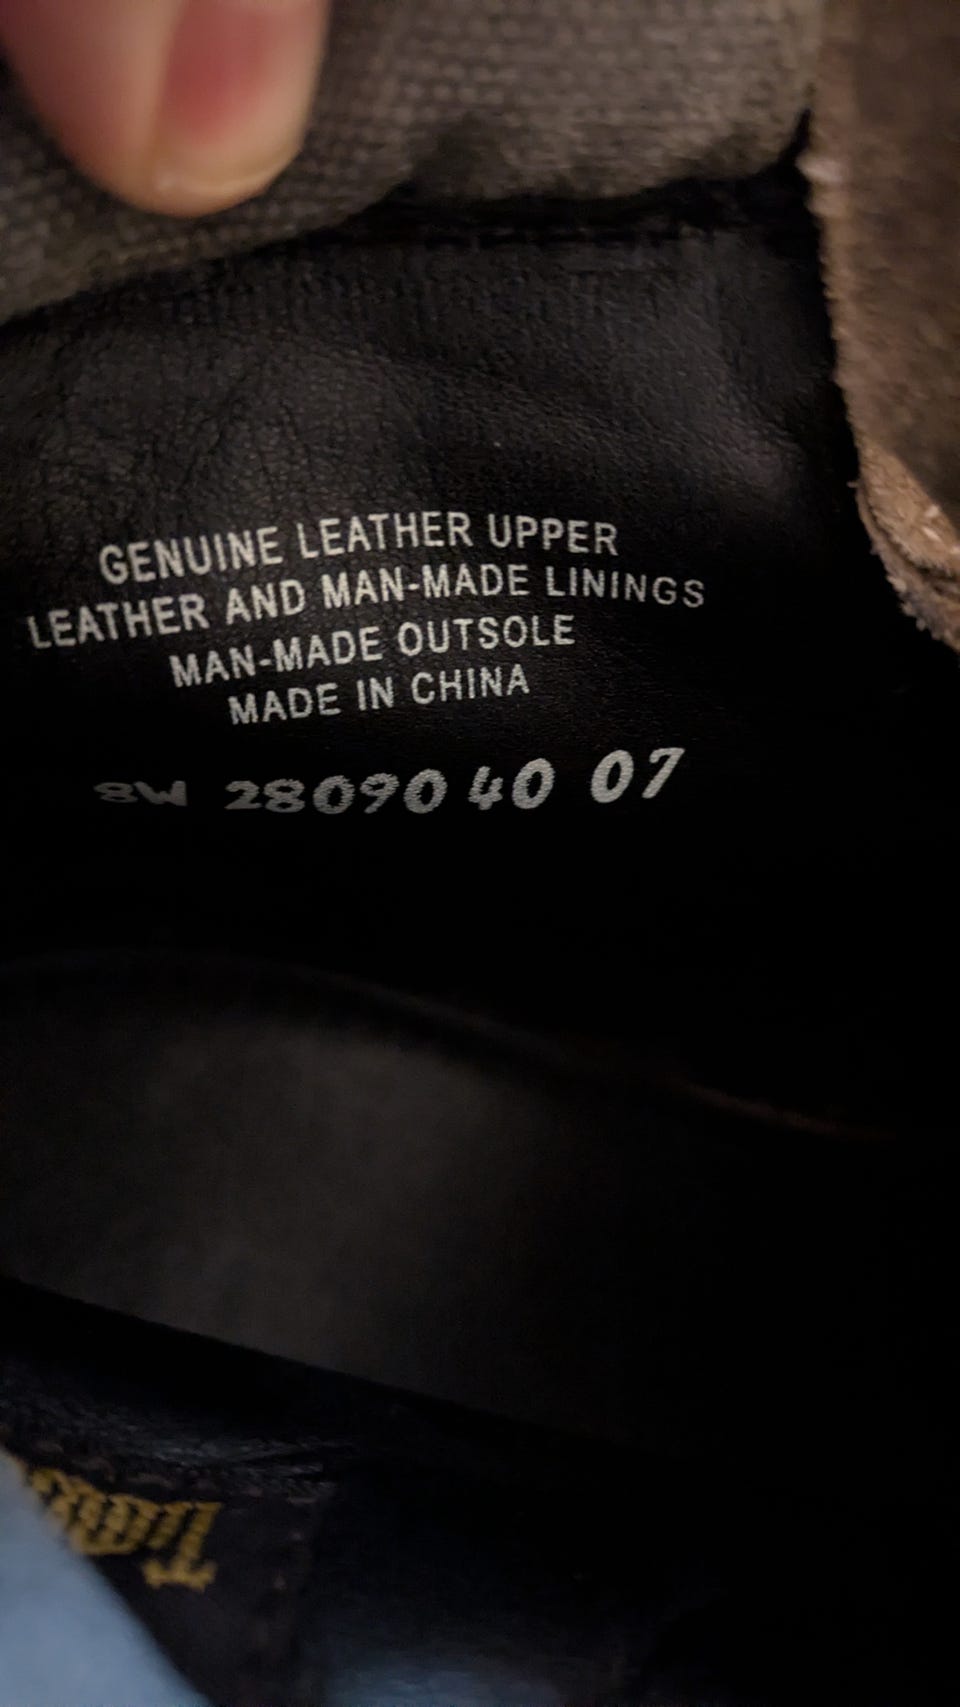 GENUINE LEATHER UPPER
LEATHER AND MAN-MADE LININGS
MAN-MADE OUTSOLE
MADE IN CHINA
8W 28090 40 07